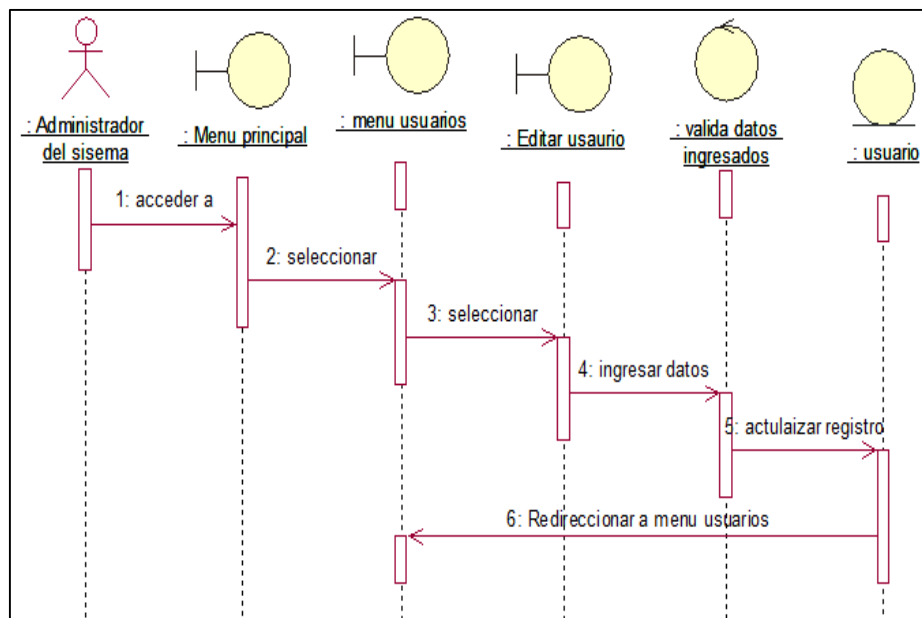 : Administrador
del sisema
: Menu principal
: menu usuarios
: Editar usaurio
: valida datos
ingresados
: usuario
1: acceder a
2: seleccionar
3: seleccionar
4: ingresar datos
5: actulaizar registro
6: Redireccionar a menu usuarios